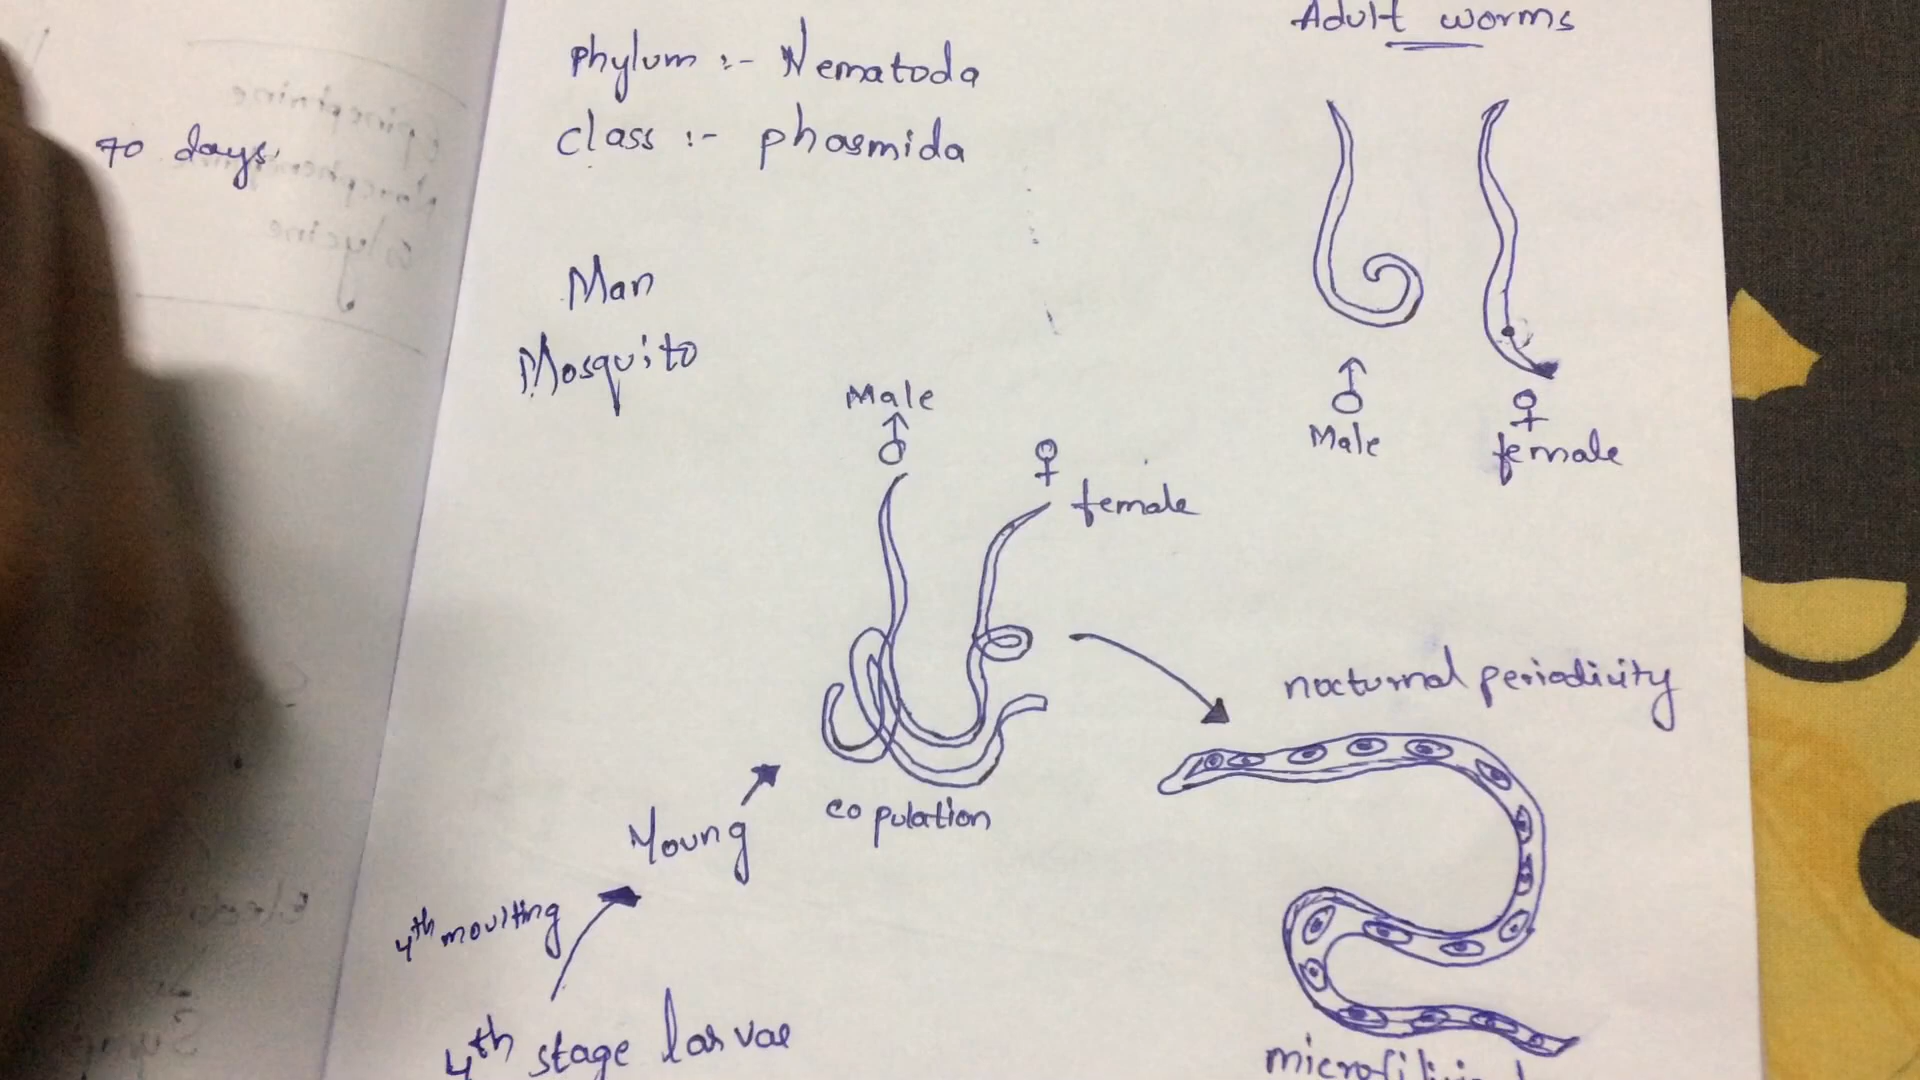 Adult worms
phylum :- Nematoda
class :- phasmida
70 days
Man
Mosquito
Male
female
Male
female
nocturnal periodivity
copulation
Young
4th moulting
4th stage larvae